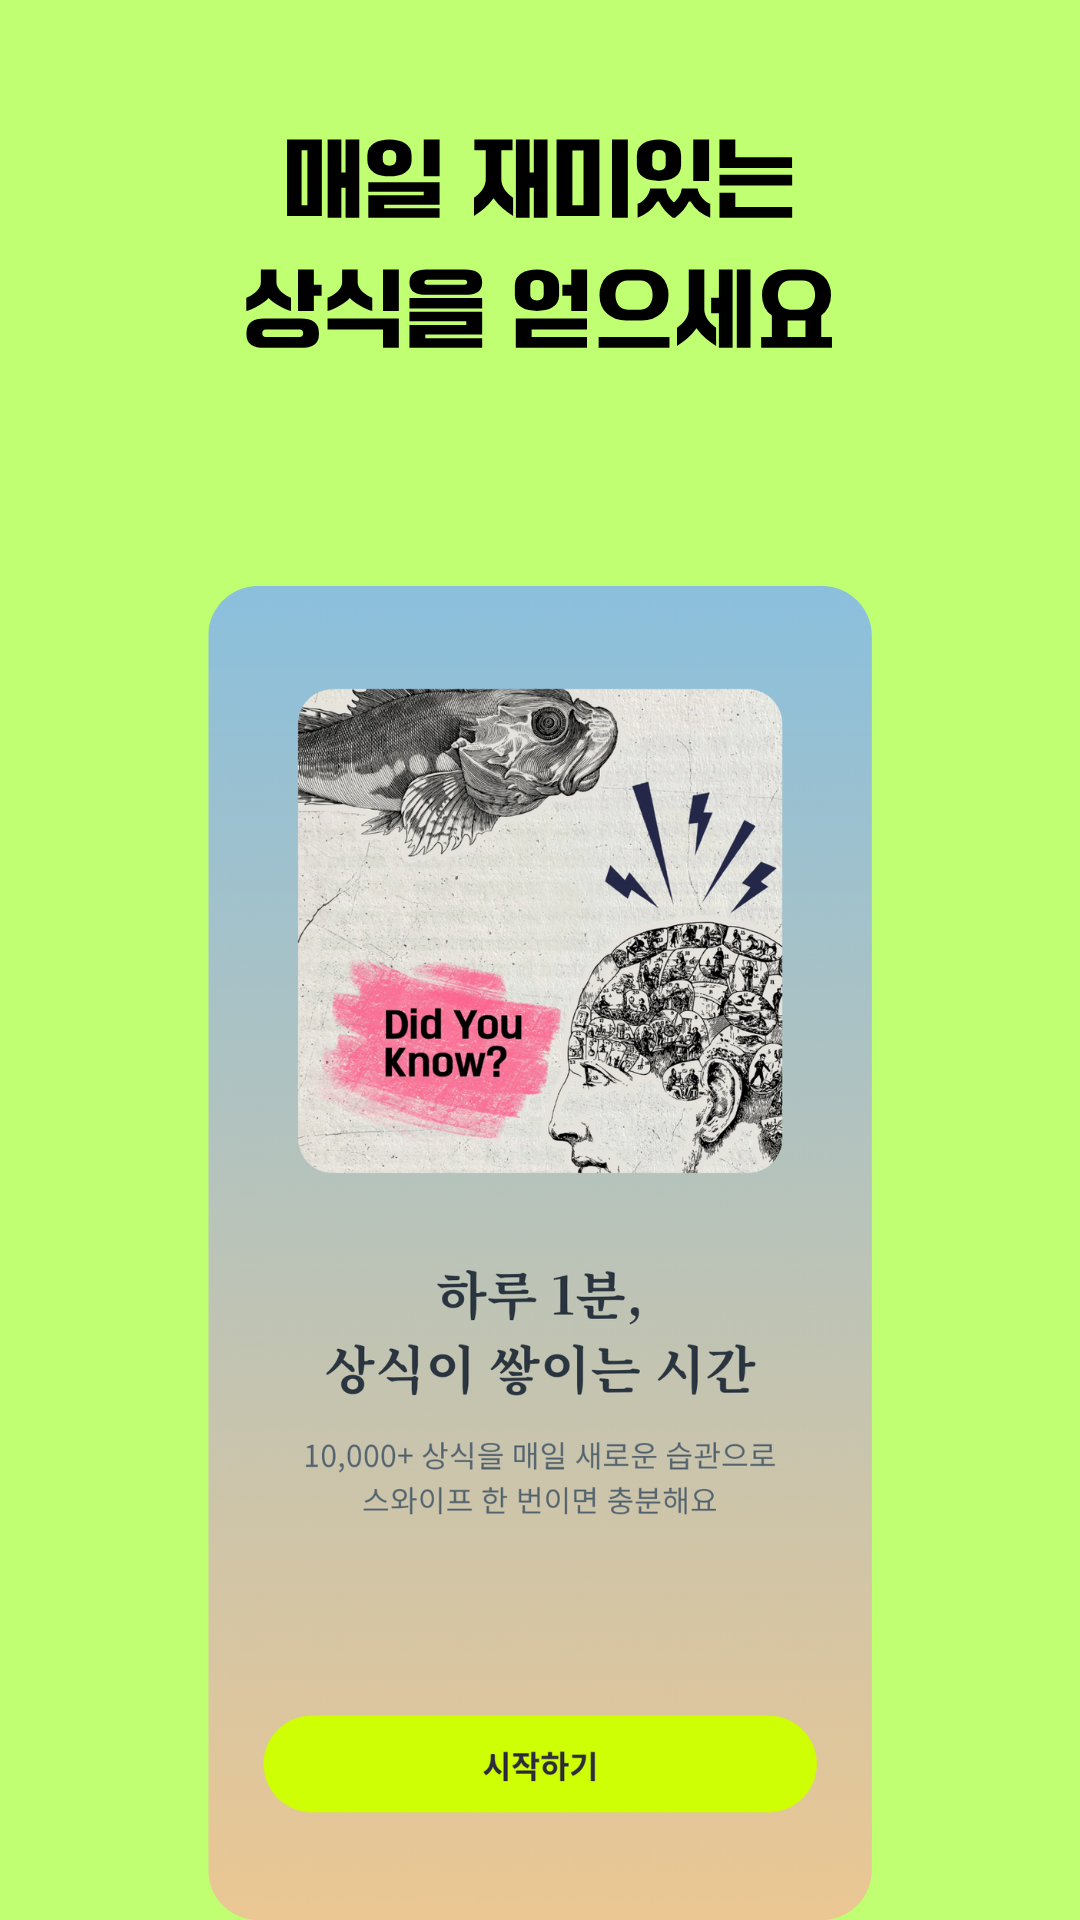 매일 재미있는
상식을 얻으세요
Did You
Know?
하루 1분,
상식이 쌓이는 시간
10,000+ 상식을 매일 새로운 습관으로
스와이프 한 번이면 충분해요
시작하기